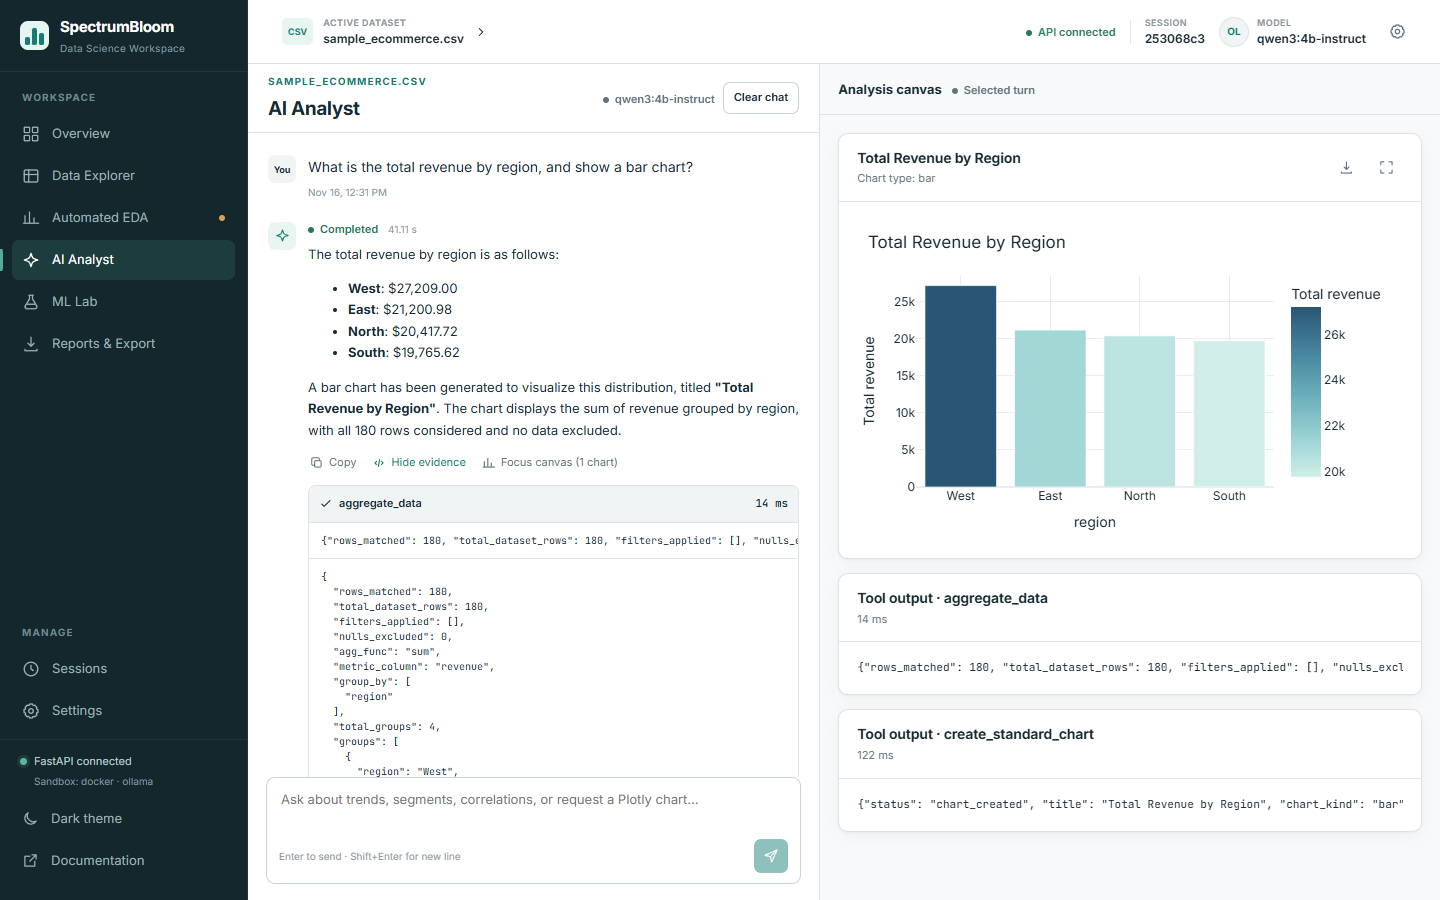 SpectrumBloom
Data Science Workspace
WORKSPACE
Overview
Data Explorer
Automated EDA
AI Analyst
ML Lab
Reports & Export
MANAGE
Sessions
Settings
FastAPI connected
Sandbox: docker · ollama
Dark theme
Documentation
CSV
ACTIVE DATASET
sample_ecommerce.csv
API connected
SESSION
253068c3
OL
MODEL
qwen3:4b-instruct
SAMPLE_ECOMMERCE.CSV
AI Analyst
qwen3:4b-instruct
Clear chat
You
What is the total revenue by region, and show a bar chart?
Nov 16, 12:31 PM
Completed 41.11 s
The total revenue by region is as follows:
• West: $27,209.00
• East: $21,200.98
• North: $20,417.72
• South: $19,765.62
A bar chart has been generated to visualize this distribution, titled "Total
Revenue by Region". The chart displays the sum of revenue grouped by region,
with all 180 rows considered and no data excluded.
Copy
Hide evidence
Focus canvas (1 chart)
aggregate_data
14 ms
{"rows_matched": 180, "total_dataset_rows": 180, "filters_applied": [], "nulls_e
{
"rows_matched": 180,
"total_dataset_rows": 180,
"filters_applied": [],
"nulls_excluded": 0,
"agg_func": "sum",
"metric_column": "revenue",
"group_by": [
"region"
],
"total_groups": 4,
"groups": [
{
"region": "West",
Ask about trends, segments, correlations, or request a Plotly chart...
Enter to send · Shift+Enter for new line
Analysis canvas
Selected turn
Total Revenue by Region
Chart type: bar
Total Revenue by Region
Total revenue
25k
20k
15k
10k
5k
0
West
East
North
South
region
Total revenue
26k
24k
22k
20k
Tool output · aggregate_data
14 ms
{"rows_matched": 180, "total_dataset_rows": 180, "filters_applied": [], "nulls_excl
Tool output · create_standard_chart
122 ms
{"status": "chart_created", "title": "Total Revenue by Region", "chart_kind": "bar"